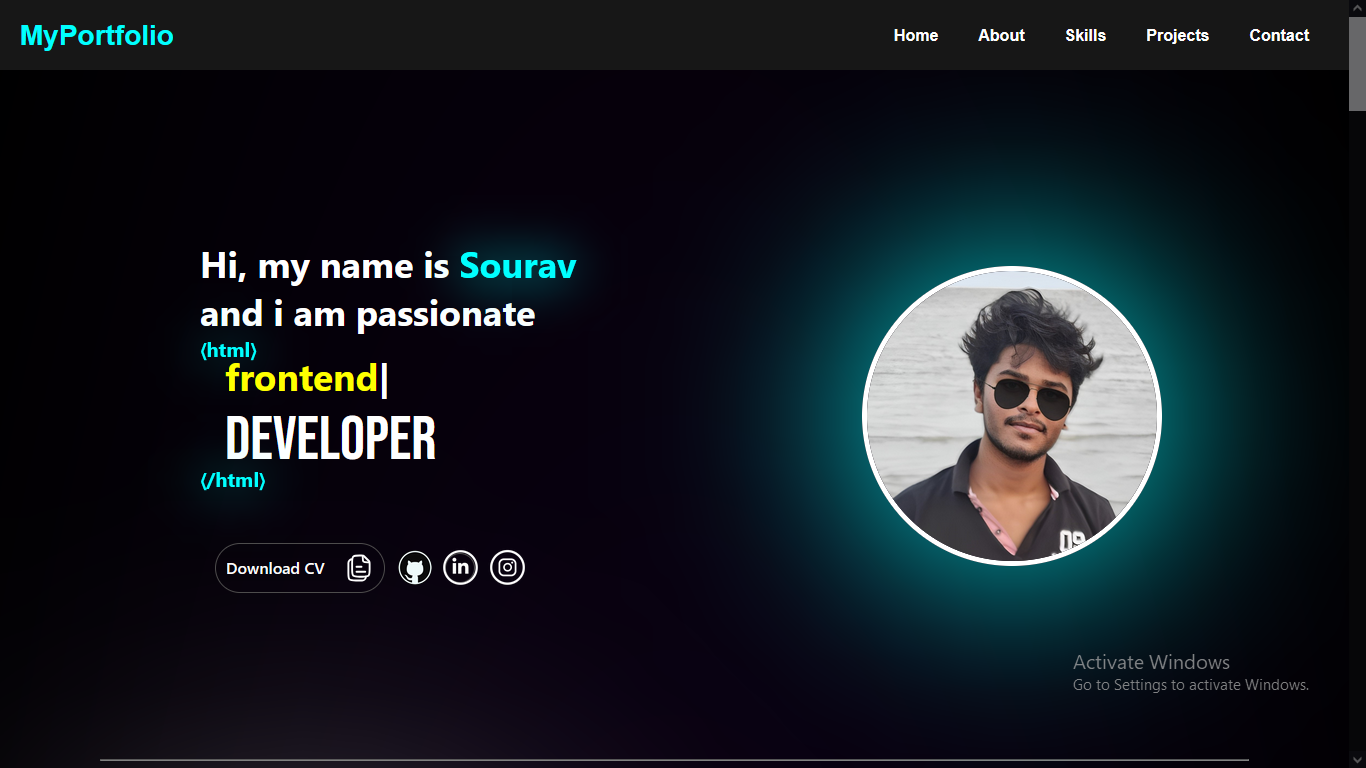 MyPortfolio
Home About Skills Projects Contact
Hi, my name is Sourav
and i am passionate
⟨html⟩
frontend|
DEVELOPER
⟨/html⟩
Download CV
in
09
Activate Windows
Go to Settings to activate Windows.